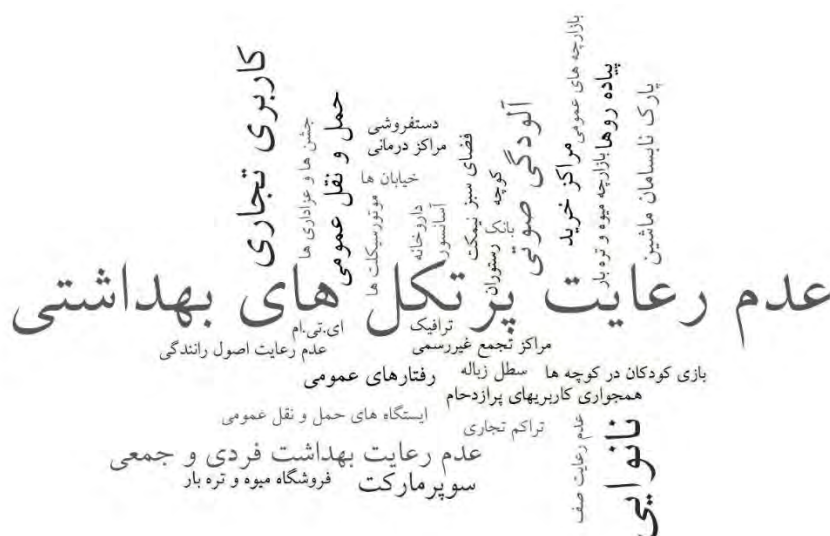 بازارچه های عمومی
پیاده روها
پارک نابسامان ماشین
کاربری تجاری
جشن ها و عزاداری ها
حمل و نقل عمومی
دستفروشی
مراکز درمانی
خیابان ها
موتورسیکلت ها
داروخانه
آسانسور
فضای سبز
نیمکت
کوچه
بانک
رستوران
آلودگی صوتی
مراکز خرید
بازارچه میوه و تره بار
عدم رعایت پرتکل های بهداشتی
ای.تی.ام
ترافیک
عدم رعایت اصول رانندگی
مراکز تجمع غیررسمی
رفتارهای عمومی
سطل زباله
بازی کودکان در کوچه ها
همجواری کاربریهای پرازدحام
ایستگاه های حمل و نقل عمومی
تراکم تجاری
عدم رعایت بهداشت فردی و جمعی
فروشگاه میوه و تره بار
سوپرمارکت
عدم رعایت صف
نانوایی